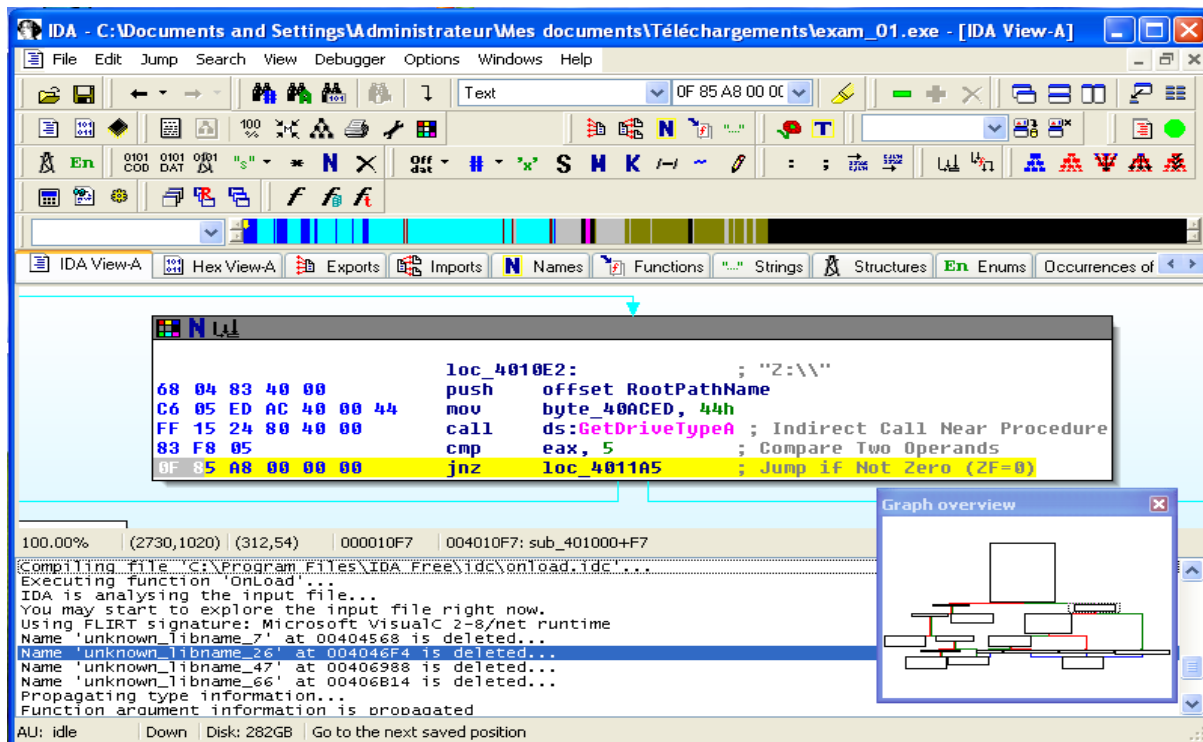 IDA - C:\Documents and Settings\Administrateur\Mes documents\Téléchargements\exam_01.exe - [IDA View-A]
File Edit Jump Search View Debugger Options Windows Help
Text 0F 85 A8 00 0C
En
IDA View-A Hex View-A Exports Imports N Names Functions "..." Strings Structures En Enums Occurrences of
loc_4010E2: ; "Z:\\"
68 04 83 40 00 push offset RootPathName
C6 05 ED AC 40 00 44 mov byte_40ACED, 44h
FF 15 24 80 40 00 call ds:GetDriveTypeA ; Indirect Call Near Procedure
83 F8 05 cmp eax, 5 ; Compare Two Operands
0F 85 A8 00 00 00 jnz loc_4011A5 ; Jump if Not Zero (ZF=0)
Graph overview
100.00% (2730,1020) (312,54) 000010F7 004010F7: sub_401000+F7
Compiling file 'C:\Program Files\IDA Free\idc\onload.idc'...
Executing function 'OnLoad'...
IDA is analysing the input file...
You may start to explore the input file right now.
Using FLIRT signature: Microsoft VisualC 2-8/net runtime
Name 'unknown_libname_7' at 00404568 is deleted...
Name 'unknown_libname_26' at 004046F4 is deleted...
Name 'unknown_libname_47' at 00406988 is deleted...
Name 'unknown_libname_66' at 00406B14 is deleted...
Propagating type information...
Function argument information is propagated
AU: idle Down Disk: 282GB Go to the next saved position